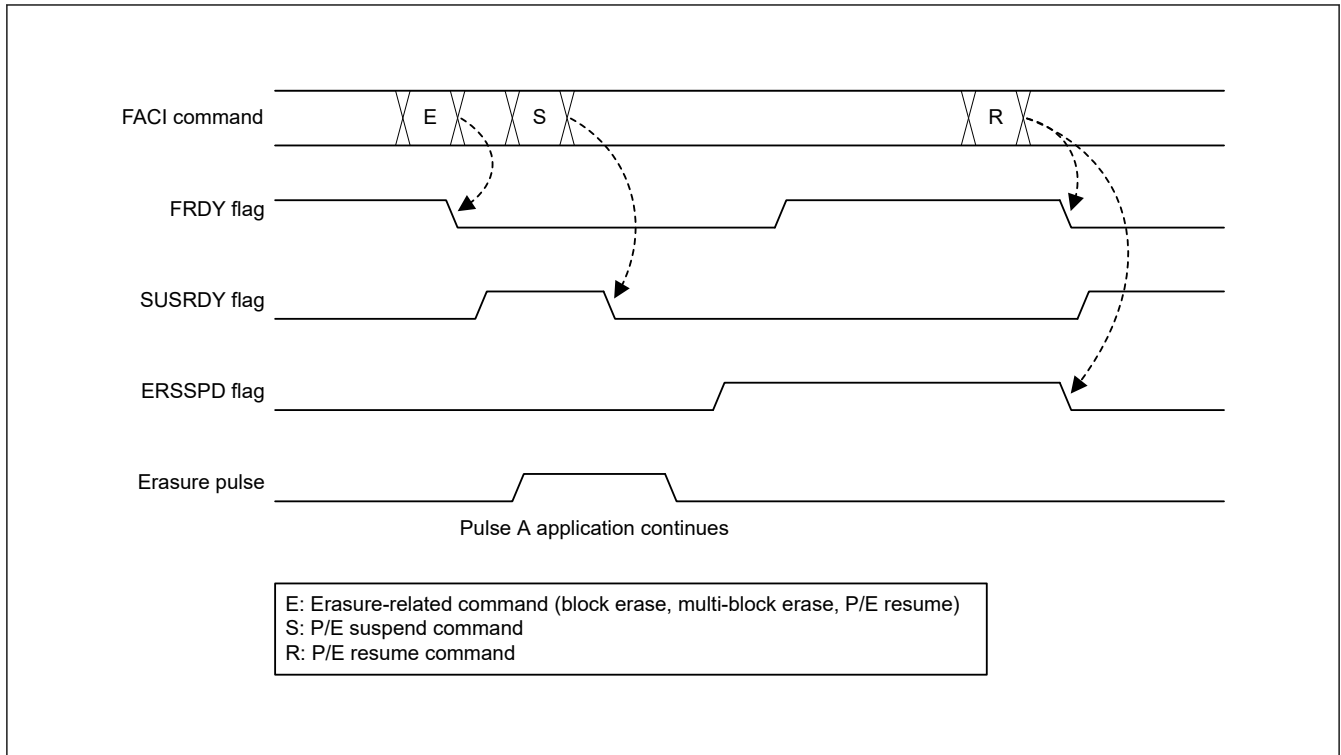 FACI command
E
S
R
FRDY flag
SUSRDY flag
ERSSPD flag
Erasure pulse
Pulse A application continues
E: Erasure-related command (block erase, multi-block erase, P/E resume)
S: P/E suspend command
R: P/E resume command